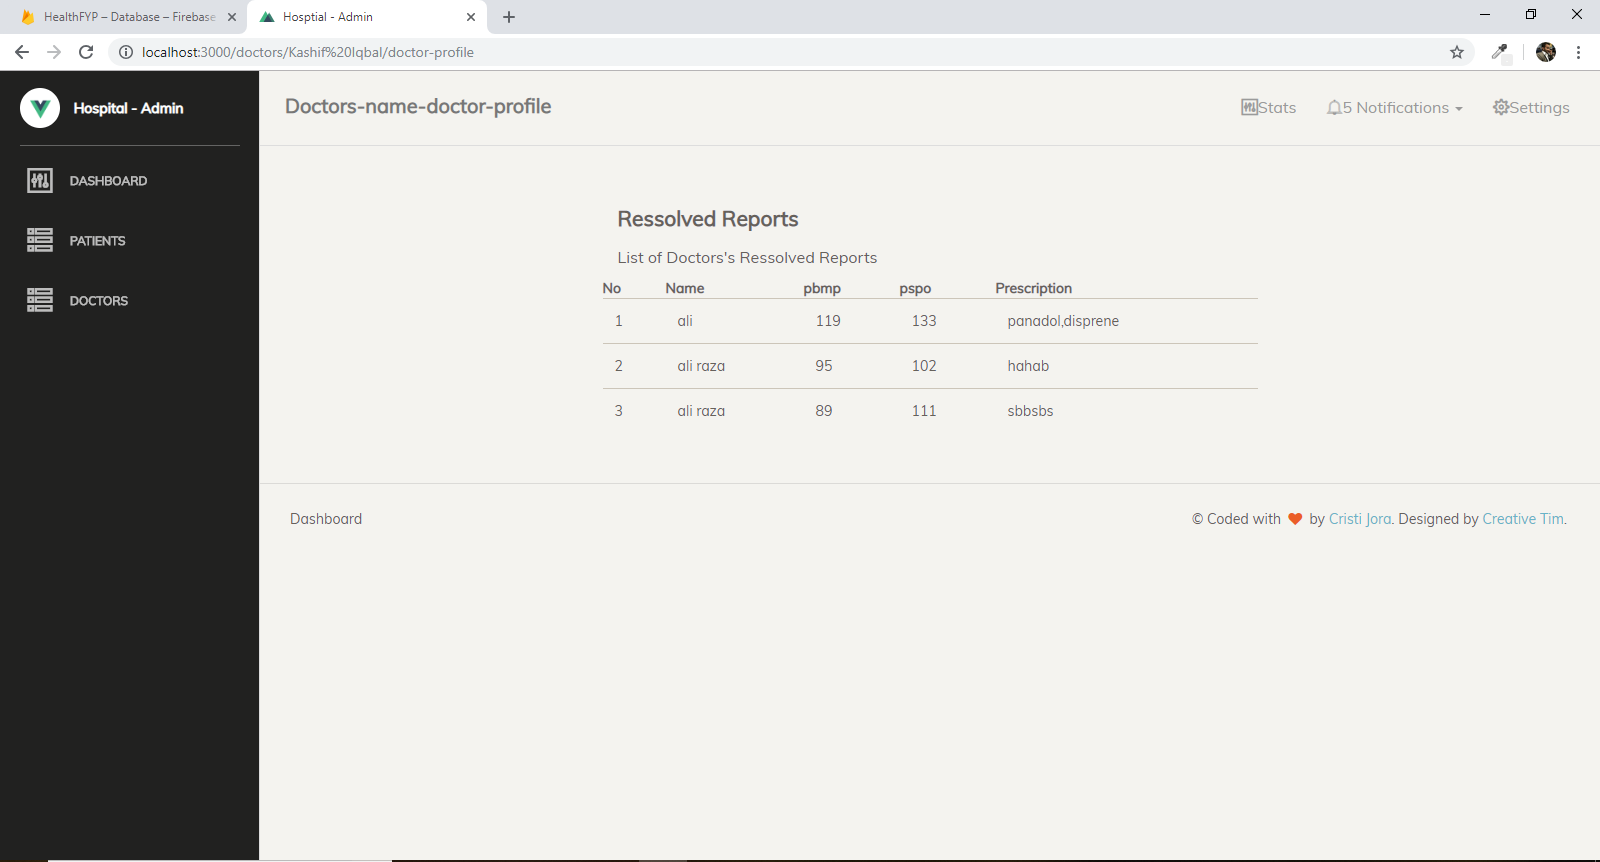 HealthFYP – Database – Firebase
Hosptial - Admin
localhost:3000/doctors/Kashif%20Iqbal/doctor-profile
Hospital - Admin
Doctors-name-doctor-profile
Stats
5 Notifications
Settings
DASHBOARD
PATIENTS
DOCTORS
Ressolved Reports
List of Doctors's Ressolved Reports
No Name pbmp pspo Prescription
1 ali 119 133 panadol,disprene
2 ali raza 95 102 hahab
3 ali raza 89 111 sbbsbs
Dashboard
© Coded with ❤ by Cristi Jora. Designed by Creative Tim.